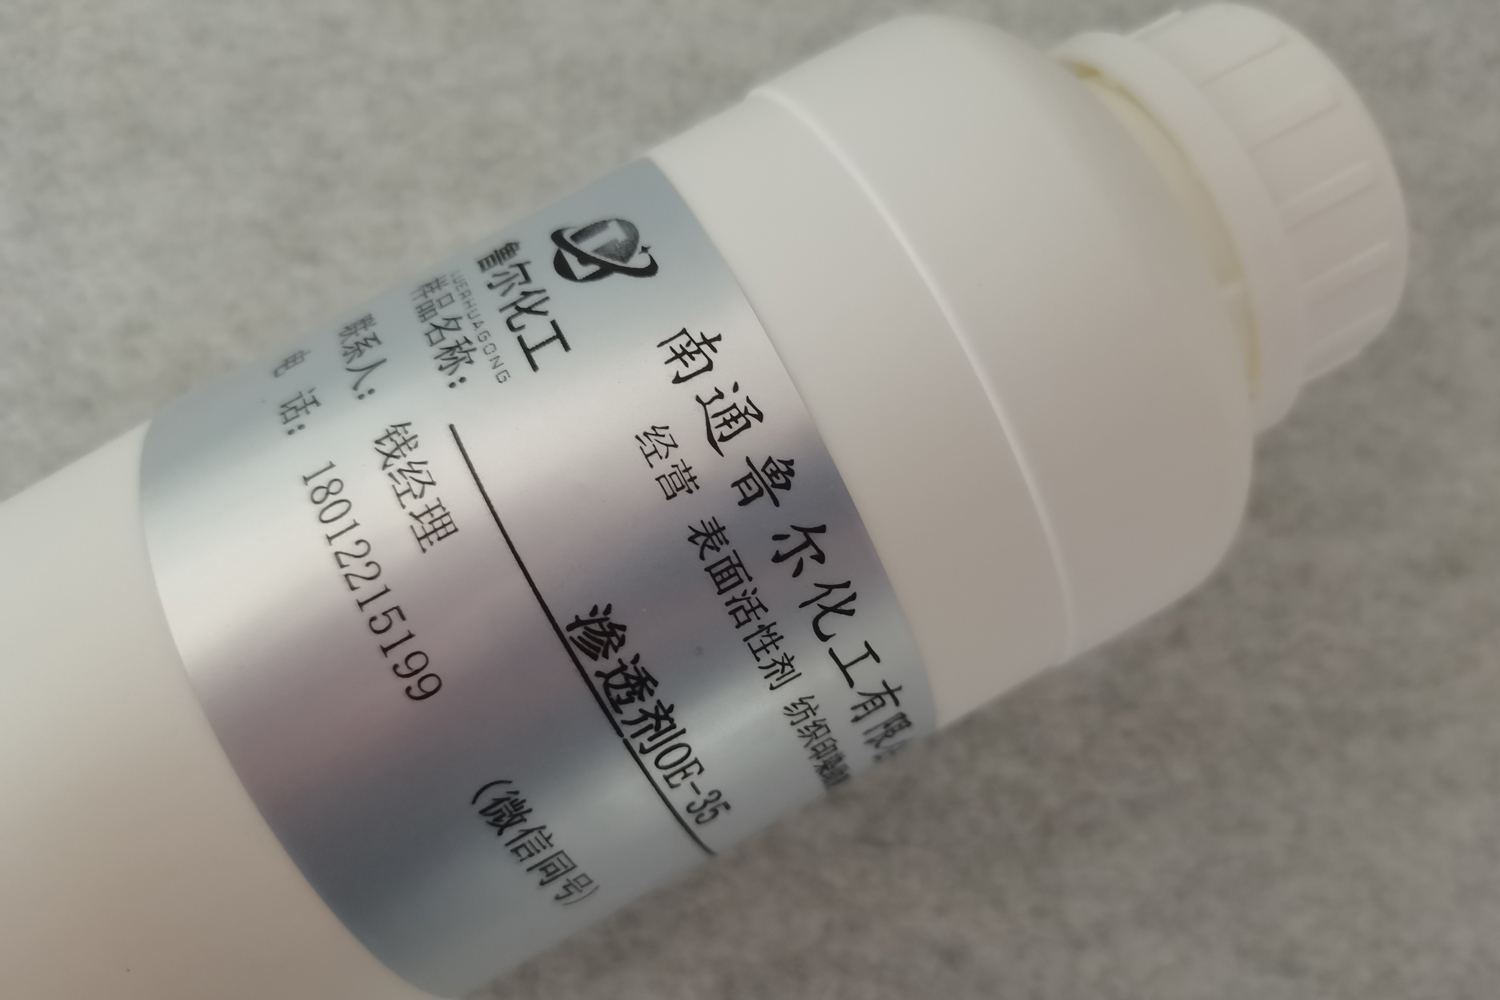 鲁尔化工
LUERHUAGONG
南通鲁尔化工有限
经营 表面活性剂 纺织印染
样品名称： 渗透剂OE-35
联系人： 钱经理
电 话： 18012215199 （微信同号）